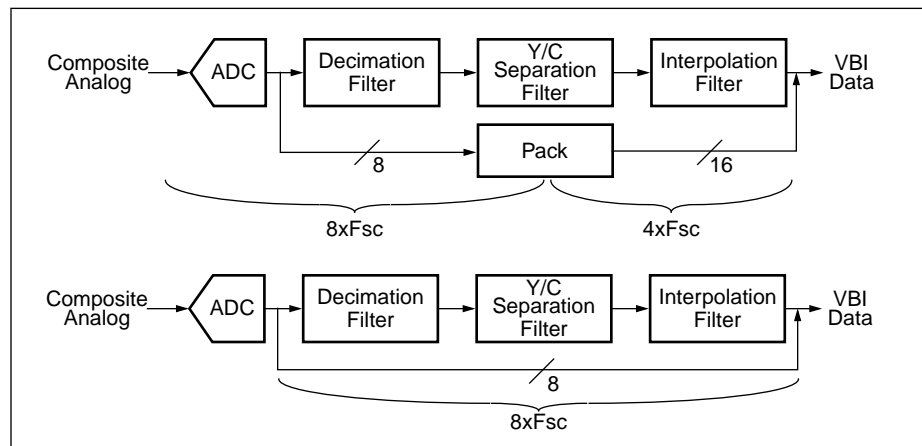 Composite
Analog
ADC
Decimation
Filter
Y/C
Separation
Filter
Interpolation
Filter
VBI
Data
8
Pack
16
8xFsc
4xFsc
Composite
Analog
ADC
Decimation
Filter
Y/C
Separation
Filter
Interpolation
Filter
VBI
Data
8
8xFsc